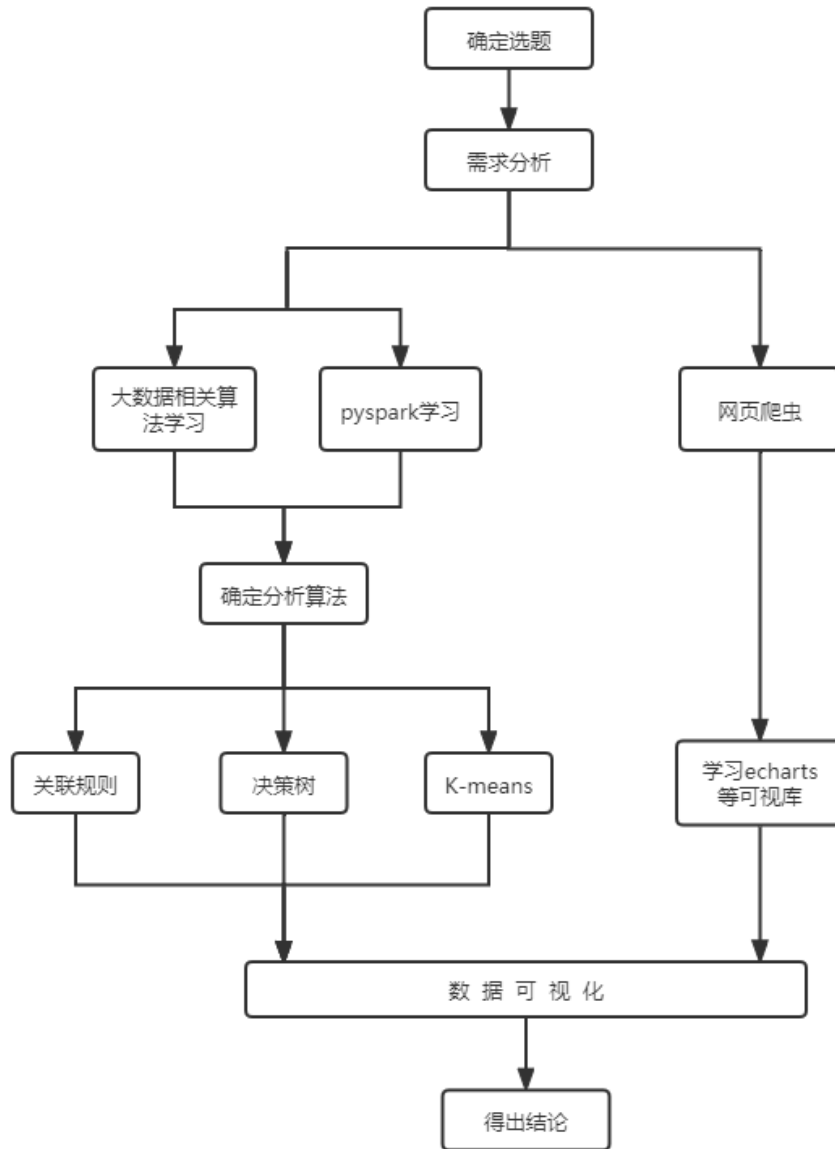 确定选题
需求分析
大数据相关算
法学习
pyspark学习
网页爬虫
确定分析算法
关联规则
决策树
K-means
学习echarts
等可视库
数 据 可 视 化
得出结论